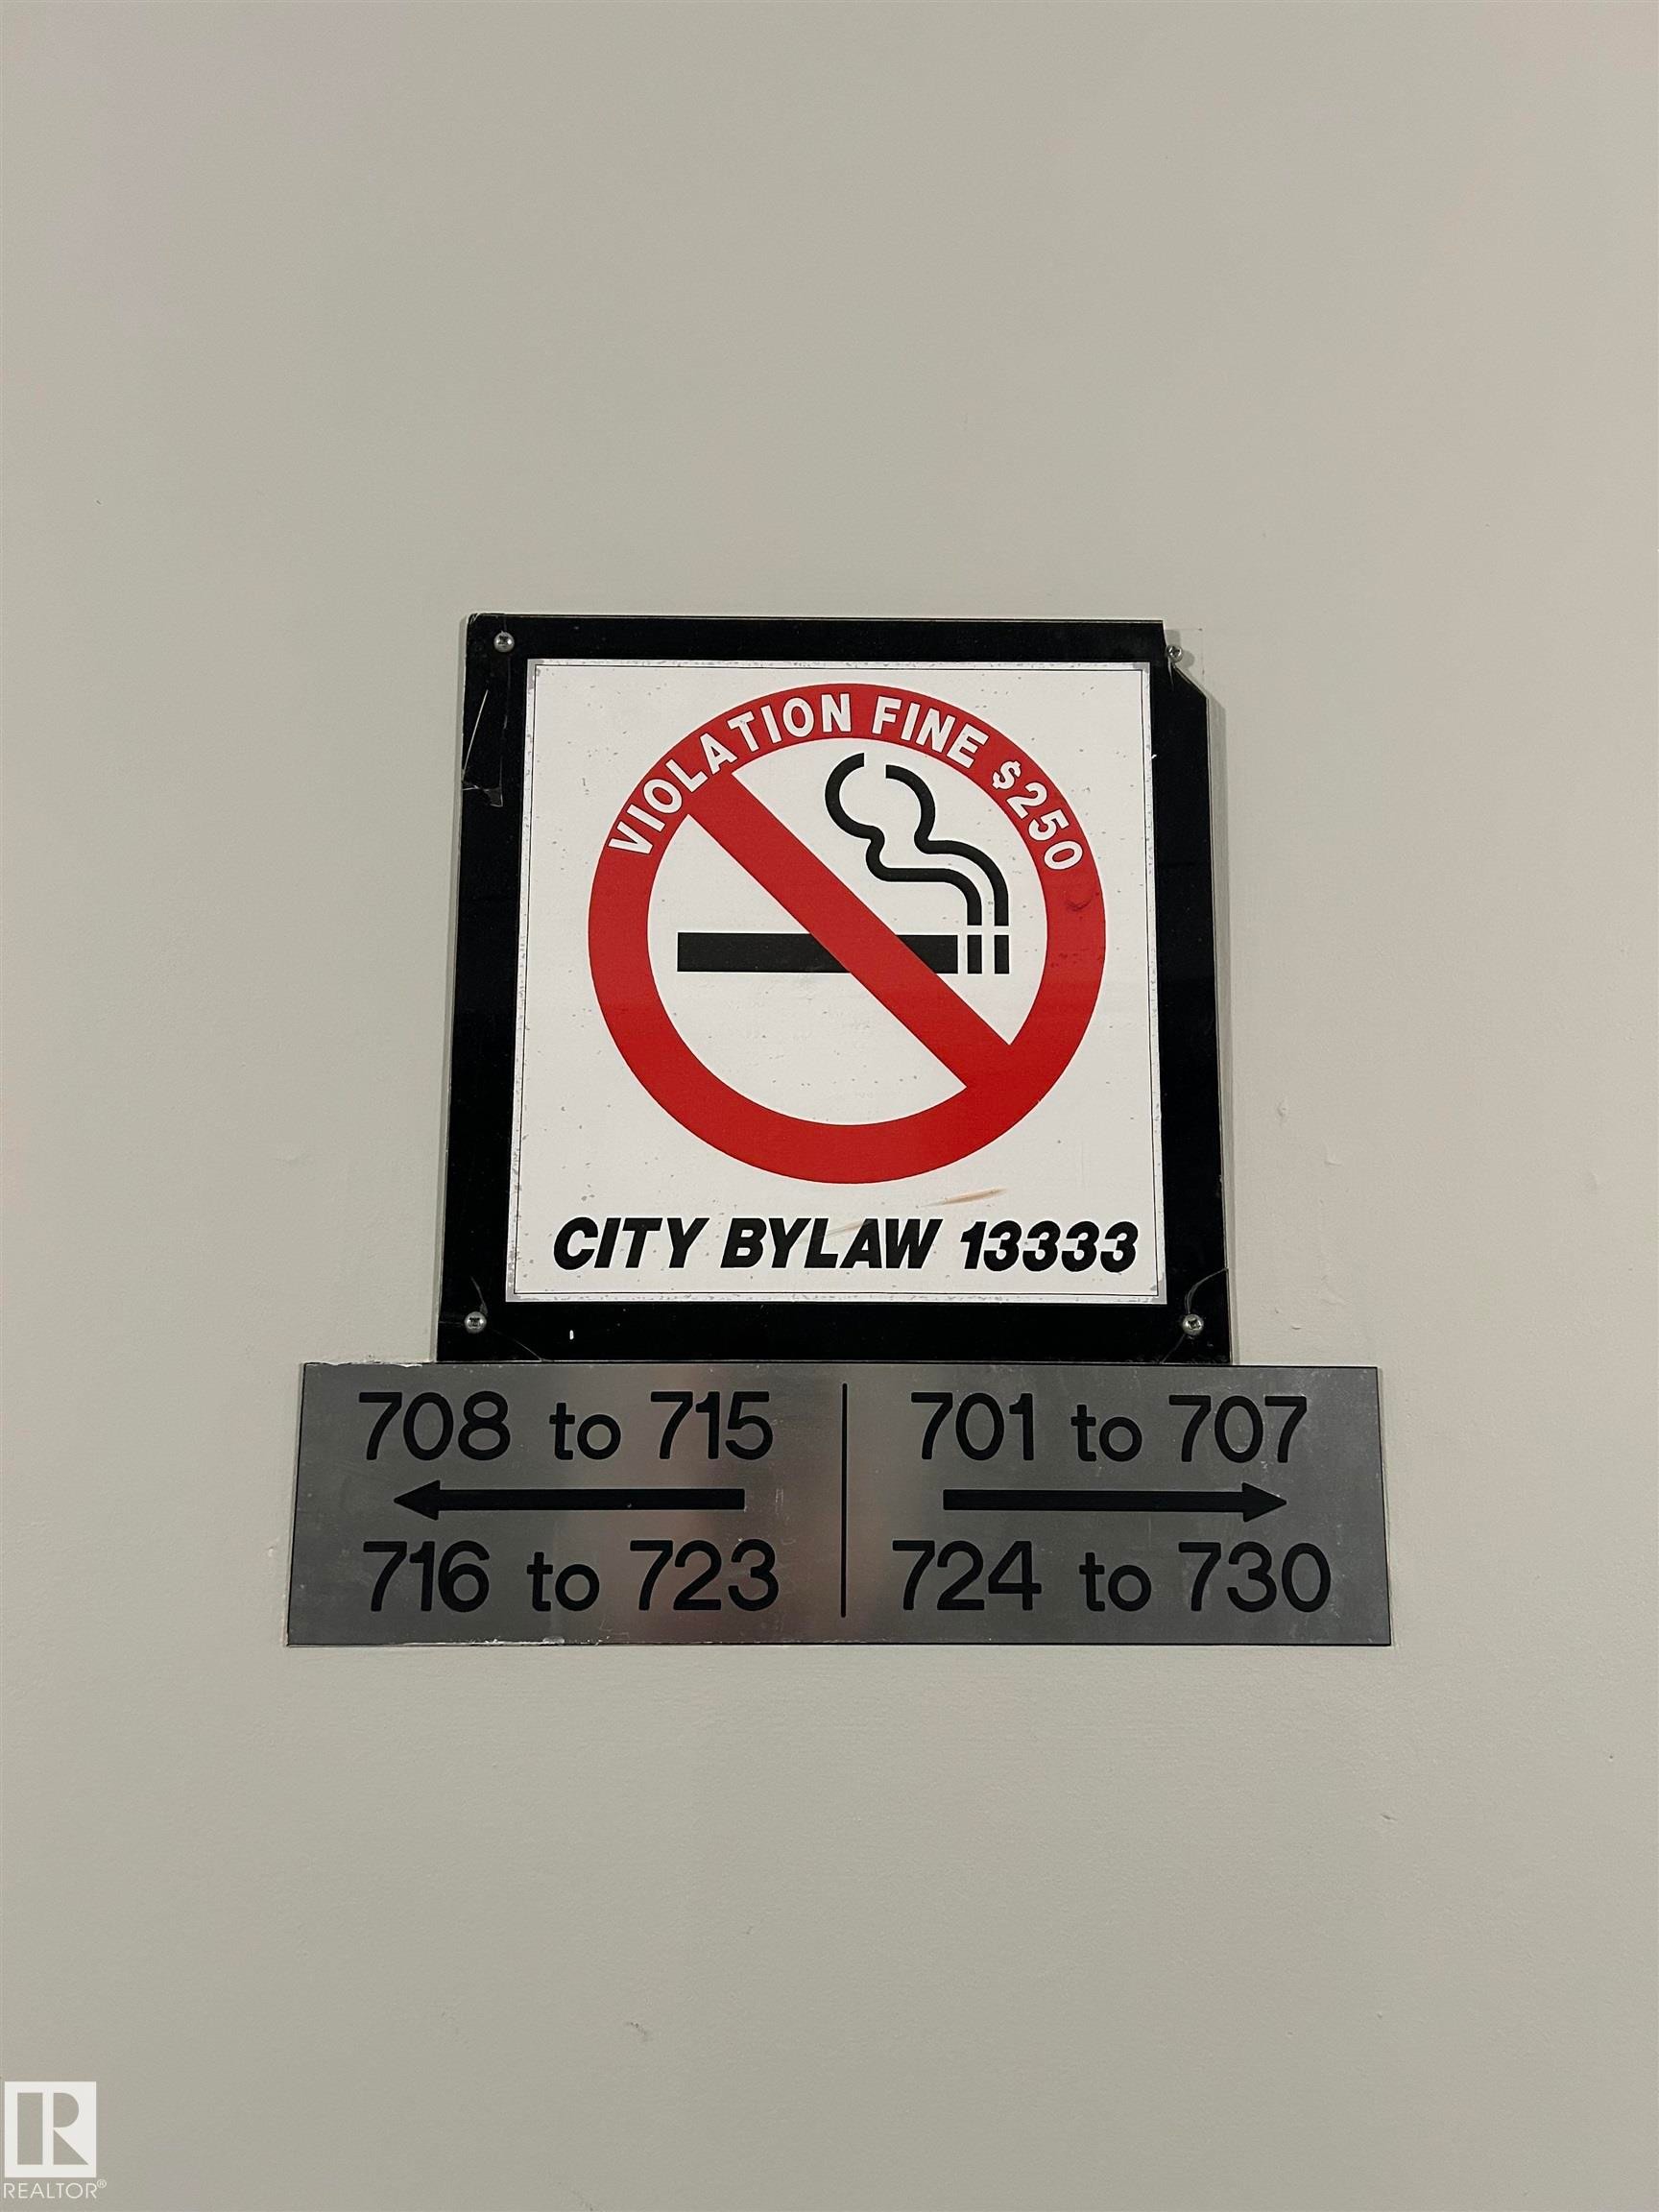 VIOLATION FINE $250
CITY BYLAW 13333
708 to 715
716 to 723
701 to 707
724 to 730
REALTOR®